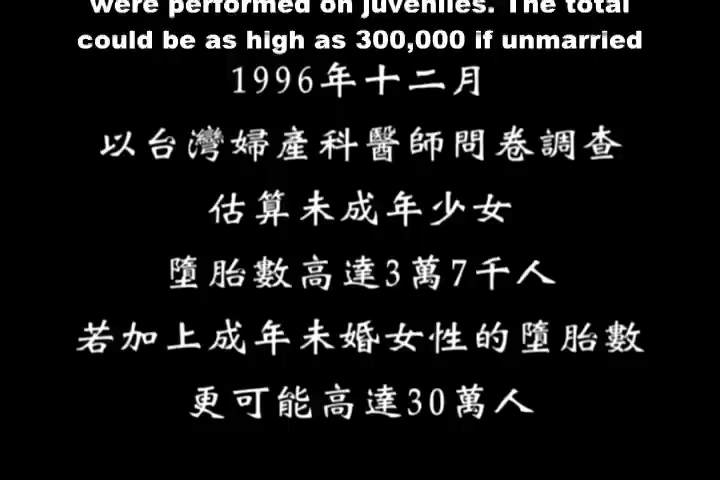 were performed on juveniles. The total
could be as high as 300,000 if unmarried
1996年十二月
以台灣婦產科醫師問卷調查
估算未成年少女
墮胎數高達3萬7千人
若加上成年未婚女性的墮胎數
更可能高達30萬人